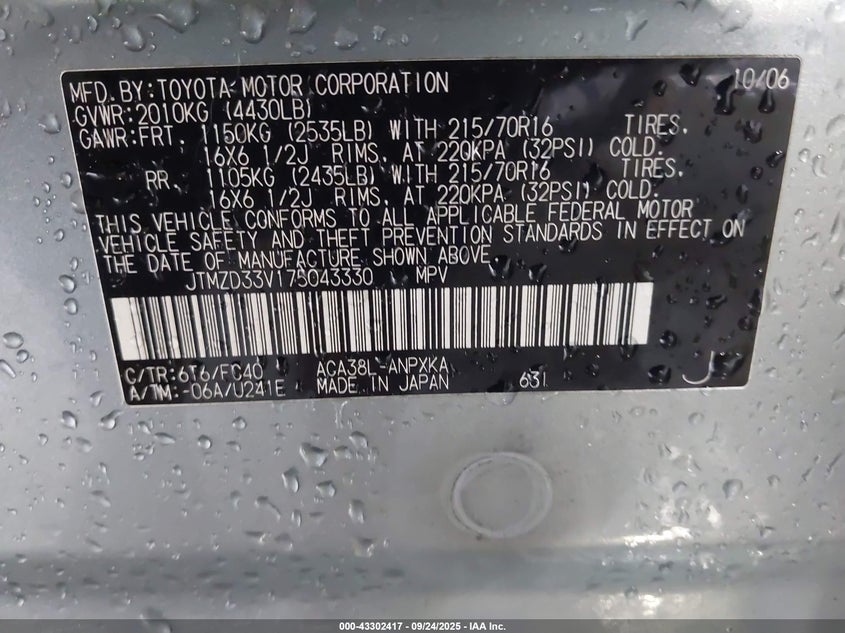 MFD.BY:TOYOTA MOTOR CORPORATION 10/06
GVWR:2010KG (4430LB)
GAWR:FRT. 1150KG (2535LB) WITH 215/70R16 TIRES,
16X6 1/2J RIMS, AT 220KPA (32PSI) COLD.
RR. 1105KG (2435LB) WITH 215/70R16 TIRES,
16X6 1/2J RIMS, AT 220KPA (32PSI) COLD.
THIS VEHICLE CONFORMS TO ALL APPLICABLE FEDERAL MOTOR
VEHICLE SAFETY AND THEFT PREVENTION STANDARDS IN EFFECT ON
THE DATE OF MANUFACTURE SHOWN ABOVE
JTMZD33V175043330 MPV
C/TR:6T6/FC40 ACA38L-ANPXKA
A/TM:-06A/U241E MADE IN JAPAN 631 J
000-43302417 - 09/24/2025 - IAA Inc.